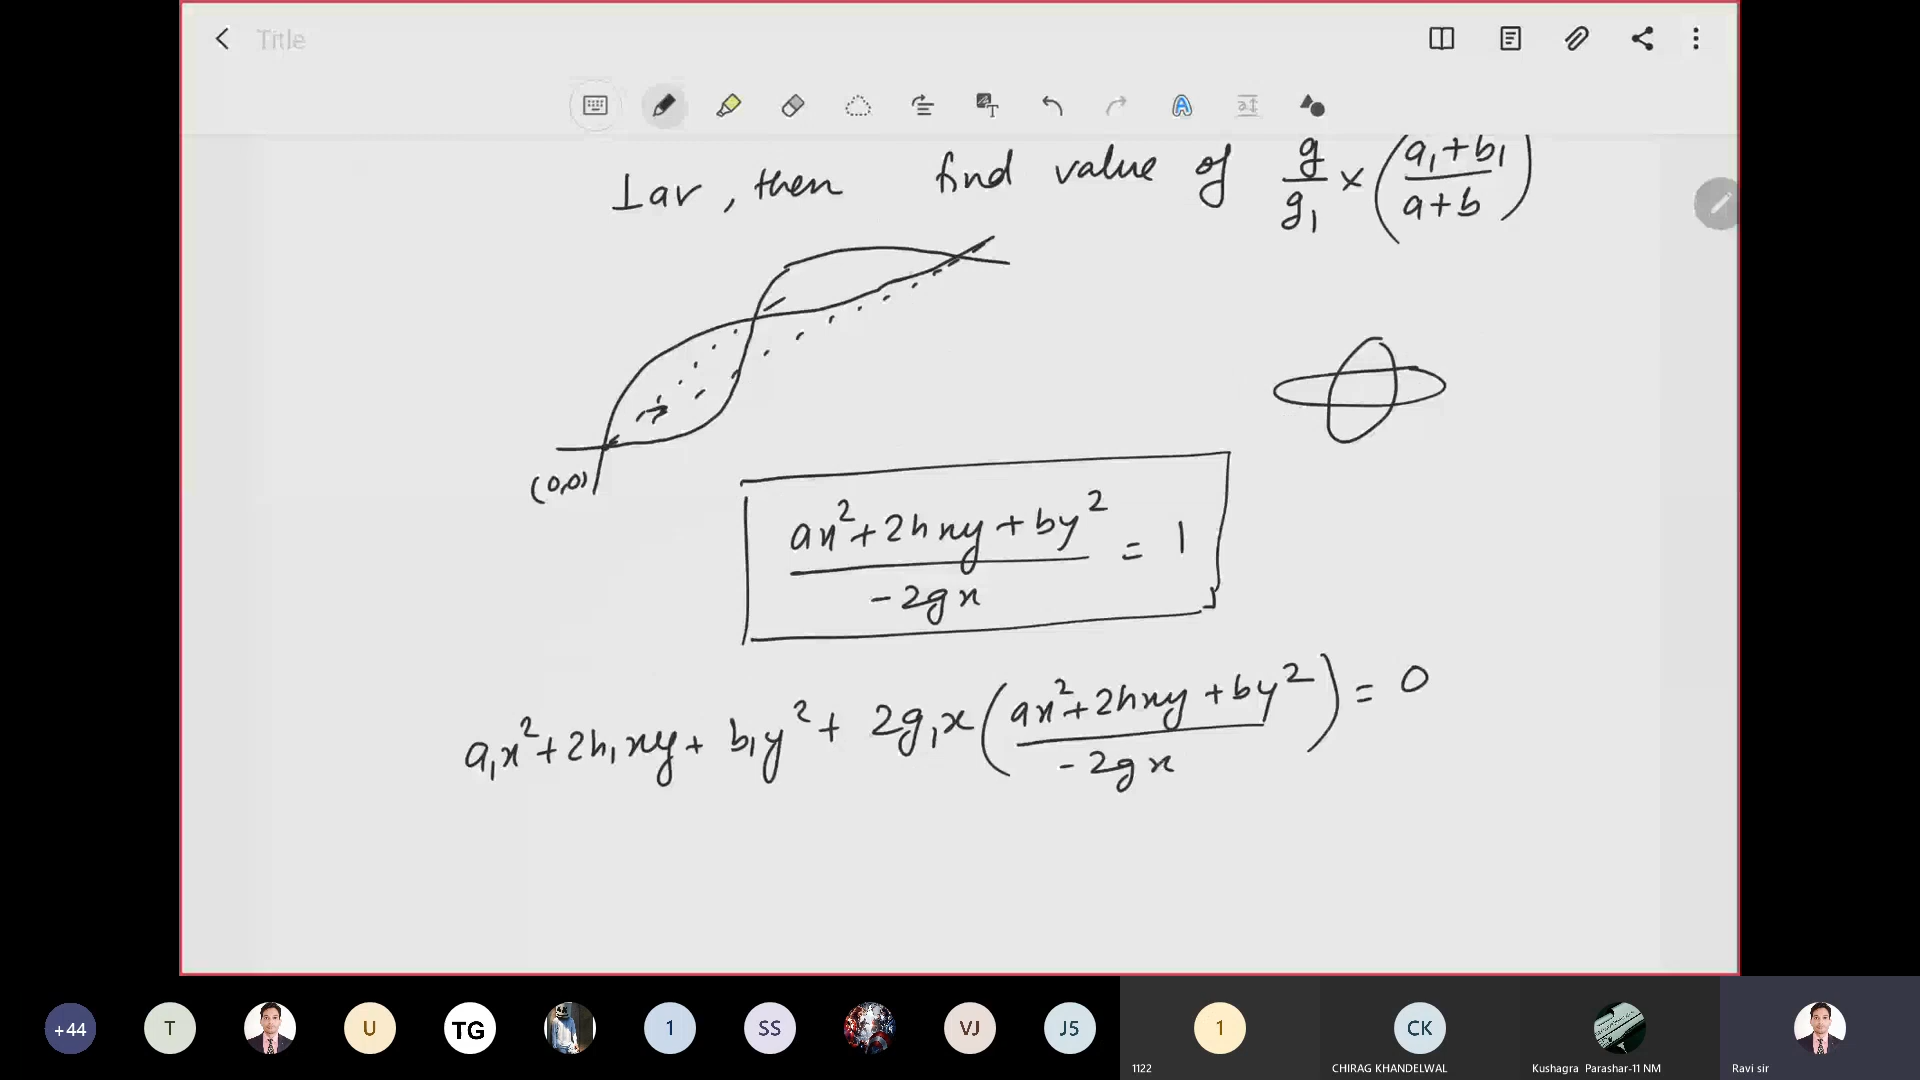 Title
⊥ar, then find value of g/g₁ × (a₁+b₁/a+b)
(0,0)
ax²+2hxy+by²/-2gx = 1
a₁x²+2h₁xy+b₁y²+2g₁x(ax²+2hxy+by²/-2gx) = 0
+44 T U TG 1 SS VJ J5 1 CK
1122 CHIRAG KHANDELWAL Kushagra Parashar-11 NM Ravi sir